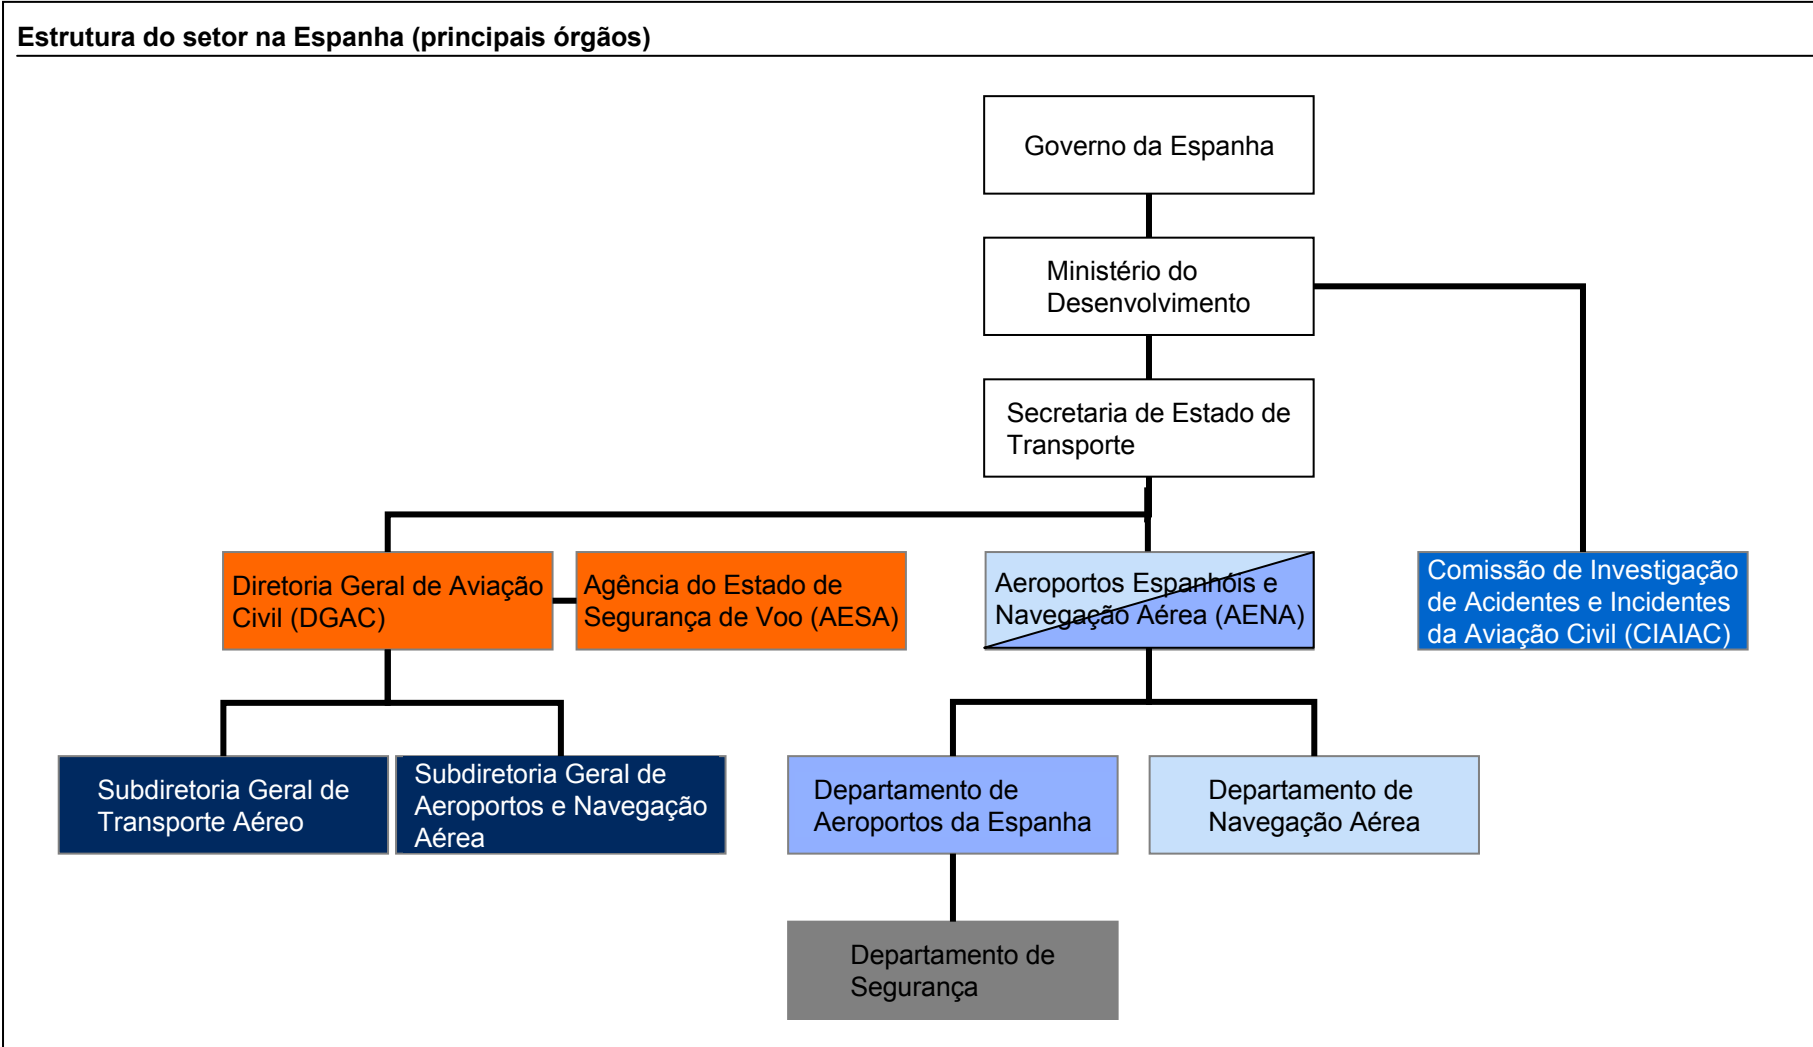 Estrutura do setor na Espanha (principais órgãos)
Governo da Espanha
Ministério do
Desenvolvimento
Secretaria de Estado de
Transporte
Diretoria Geral de Aviação
Civil (DGAC)
Agência do Estado de
Segurança de Voo (AESA)
Aeroportos Espanhóis e
Navegação Aérea (AENA)
Comissão de Investigação
de Acidentes e Incidentes
da Aviação Civil (CIAIAC)
Subdiretoria Geral de
Transporte Aéreo
Subdiretoria Geral de
Aeroportos e Navegação
Aérea
Departamento de
Aeroportos da Espanha
Departamento de
Navegação Aérea
Departamento de
Segurança